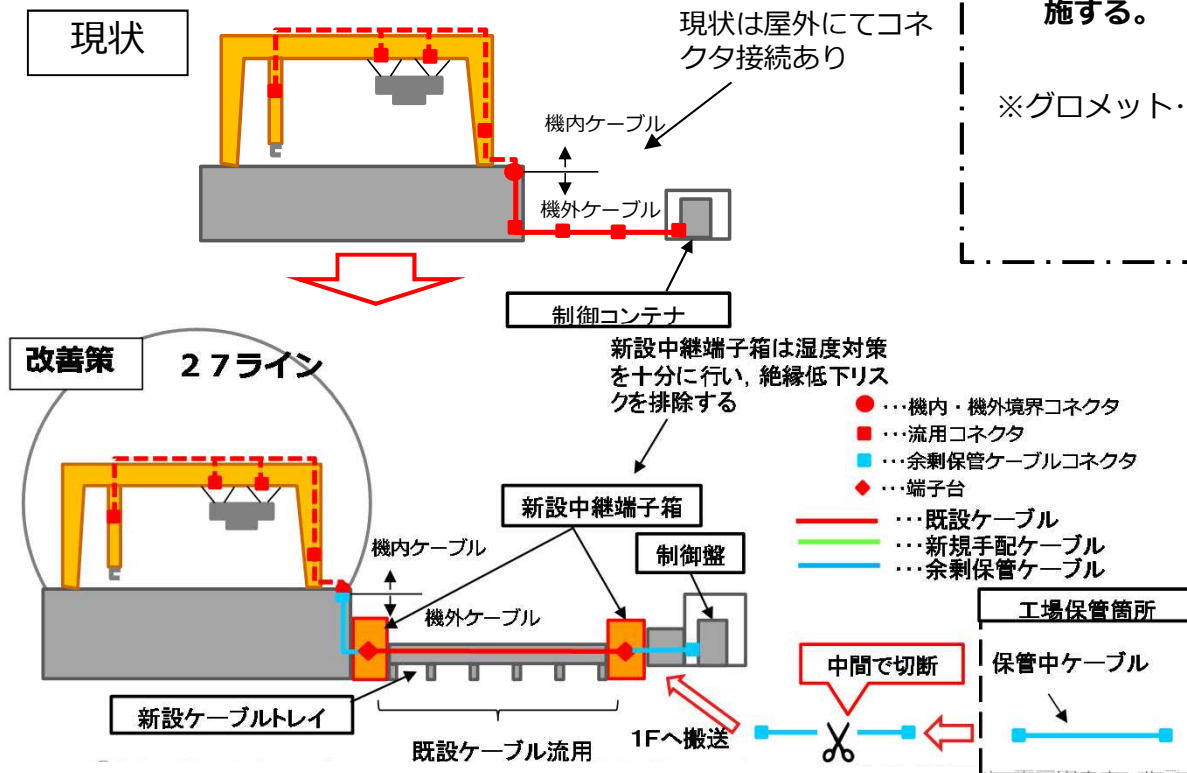 現状
現状は屋外にてコネ
クタ接続あり
施する。
※グロメット・
機内ケーブル
機外ケーブル
制御コンテナ
改善策
27ライン
新設中継端子箱は湿度対策
を十分に行い，絶縁低下リス
クを排除する
●…機内・機外境界コネクタ
■…流用コネクタ
■…余剰保管ケーブルコネクタ
◆…端子台
…既設ケーブル
…新規手配ケーブル
…余剰保管ケーブル
新設中継端子箱
制御盤
機内ケーブル
機外ケーブル
工場保管箇所
保管中ケーブル
中間で切断
新設ケーブルトレイ
既設ケーブル流用
1Fへ搬送